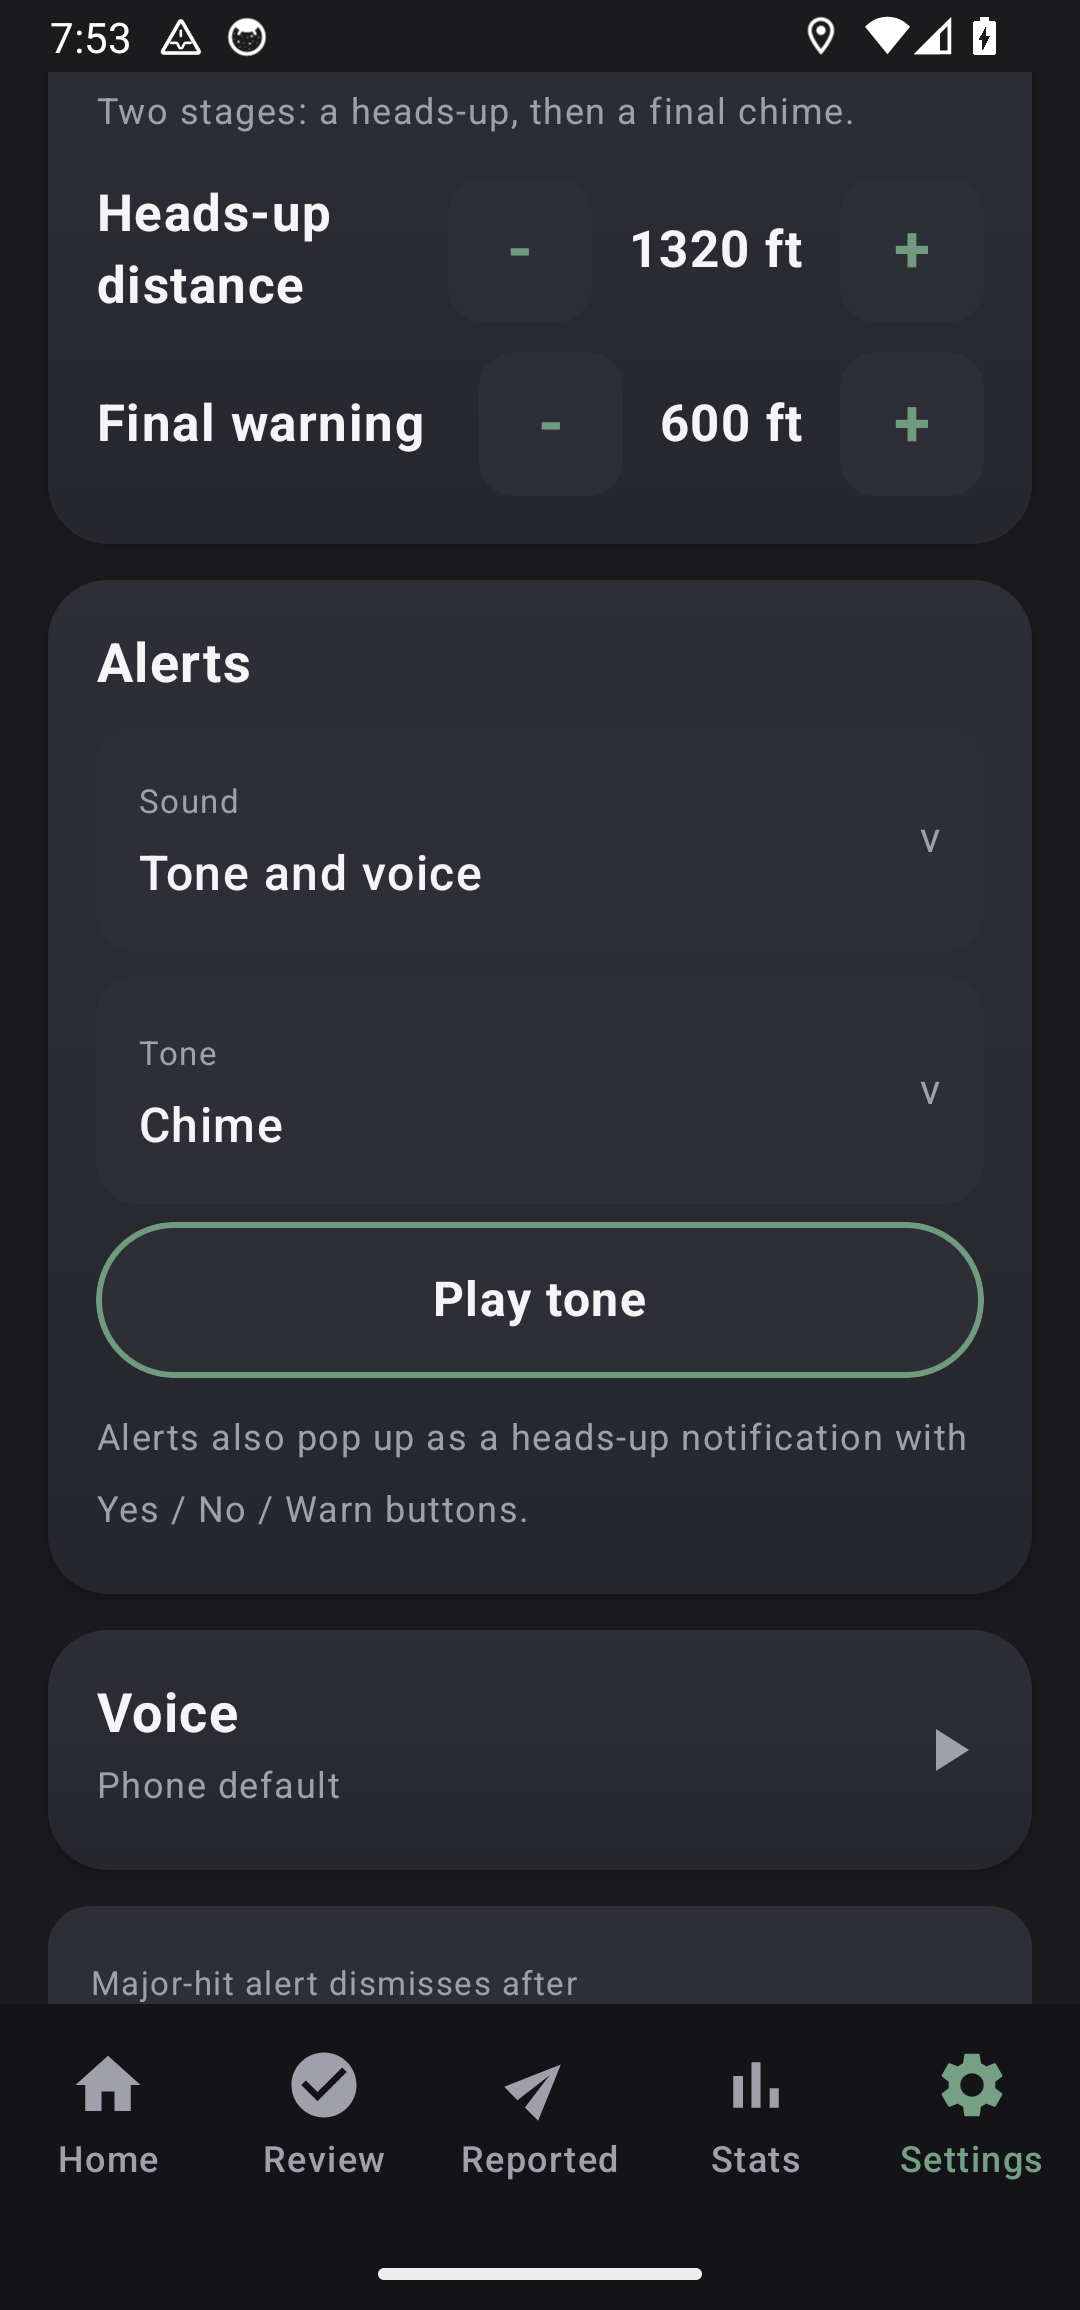 7:53
Two stages: a heads-up, then a final chime.
Heads-up
distance
- 1320 ft +
Final warning - 600 ft +
Alerts
Sound
Tone and voice
v
Tone
Chime
v
Play tone
Alerts also pop up as a heads-up notification with
Yes / No / Warn buttons.
Voice
Phone default
Major-hit alert dismisses after
Home Review Reported Stats Settings